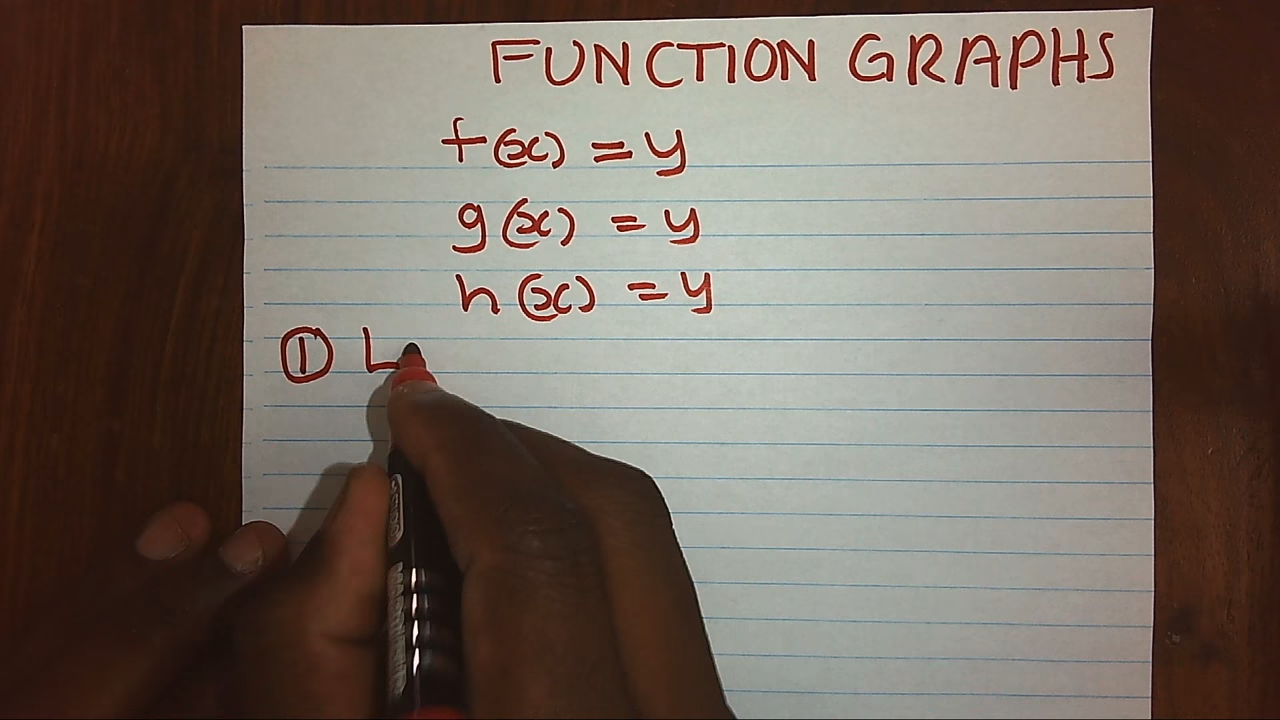 FUNCTION GRAPHS
f(x) = y
g(x) = y
h(x) = y
① L